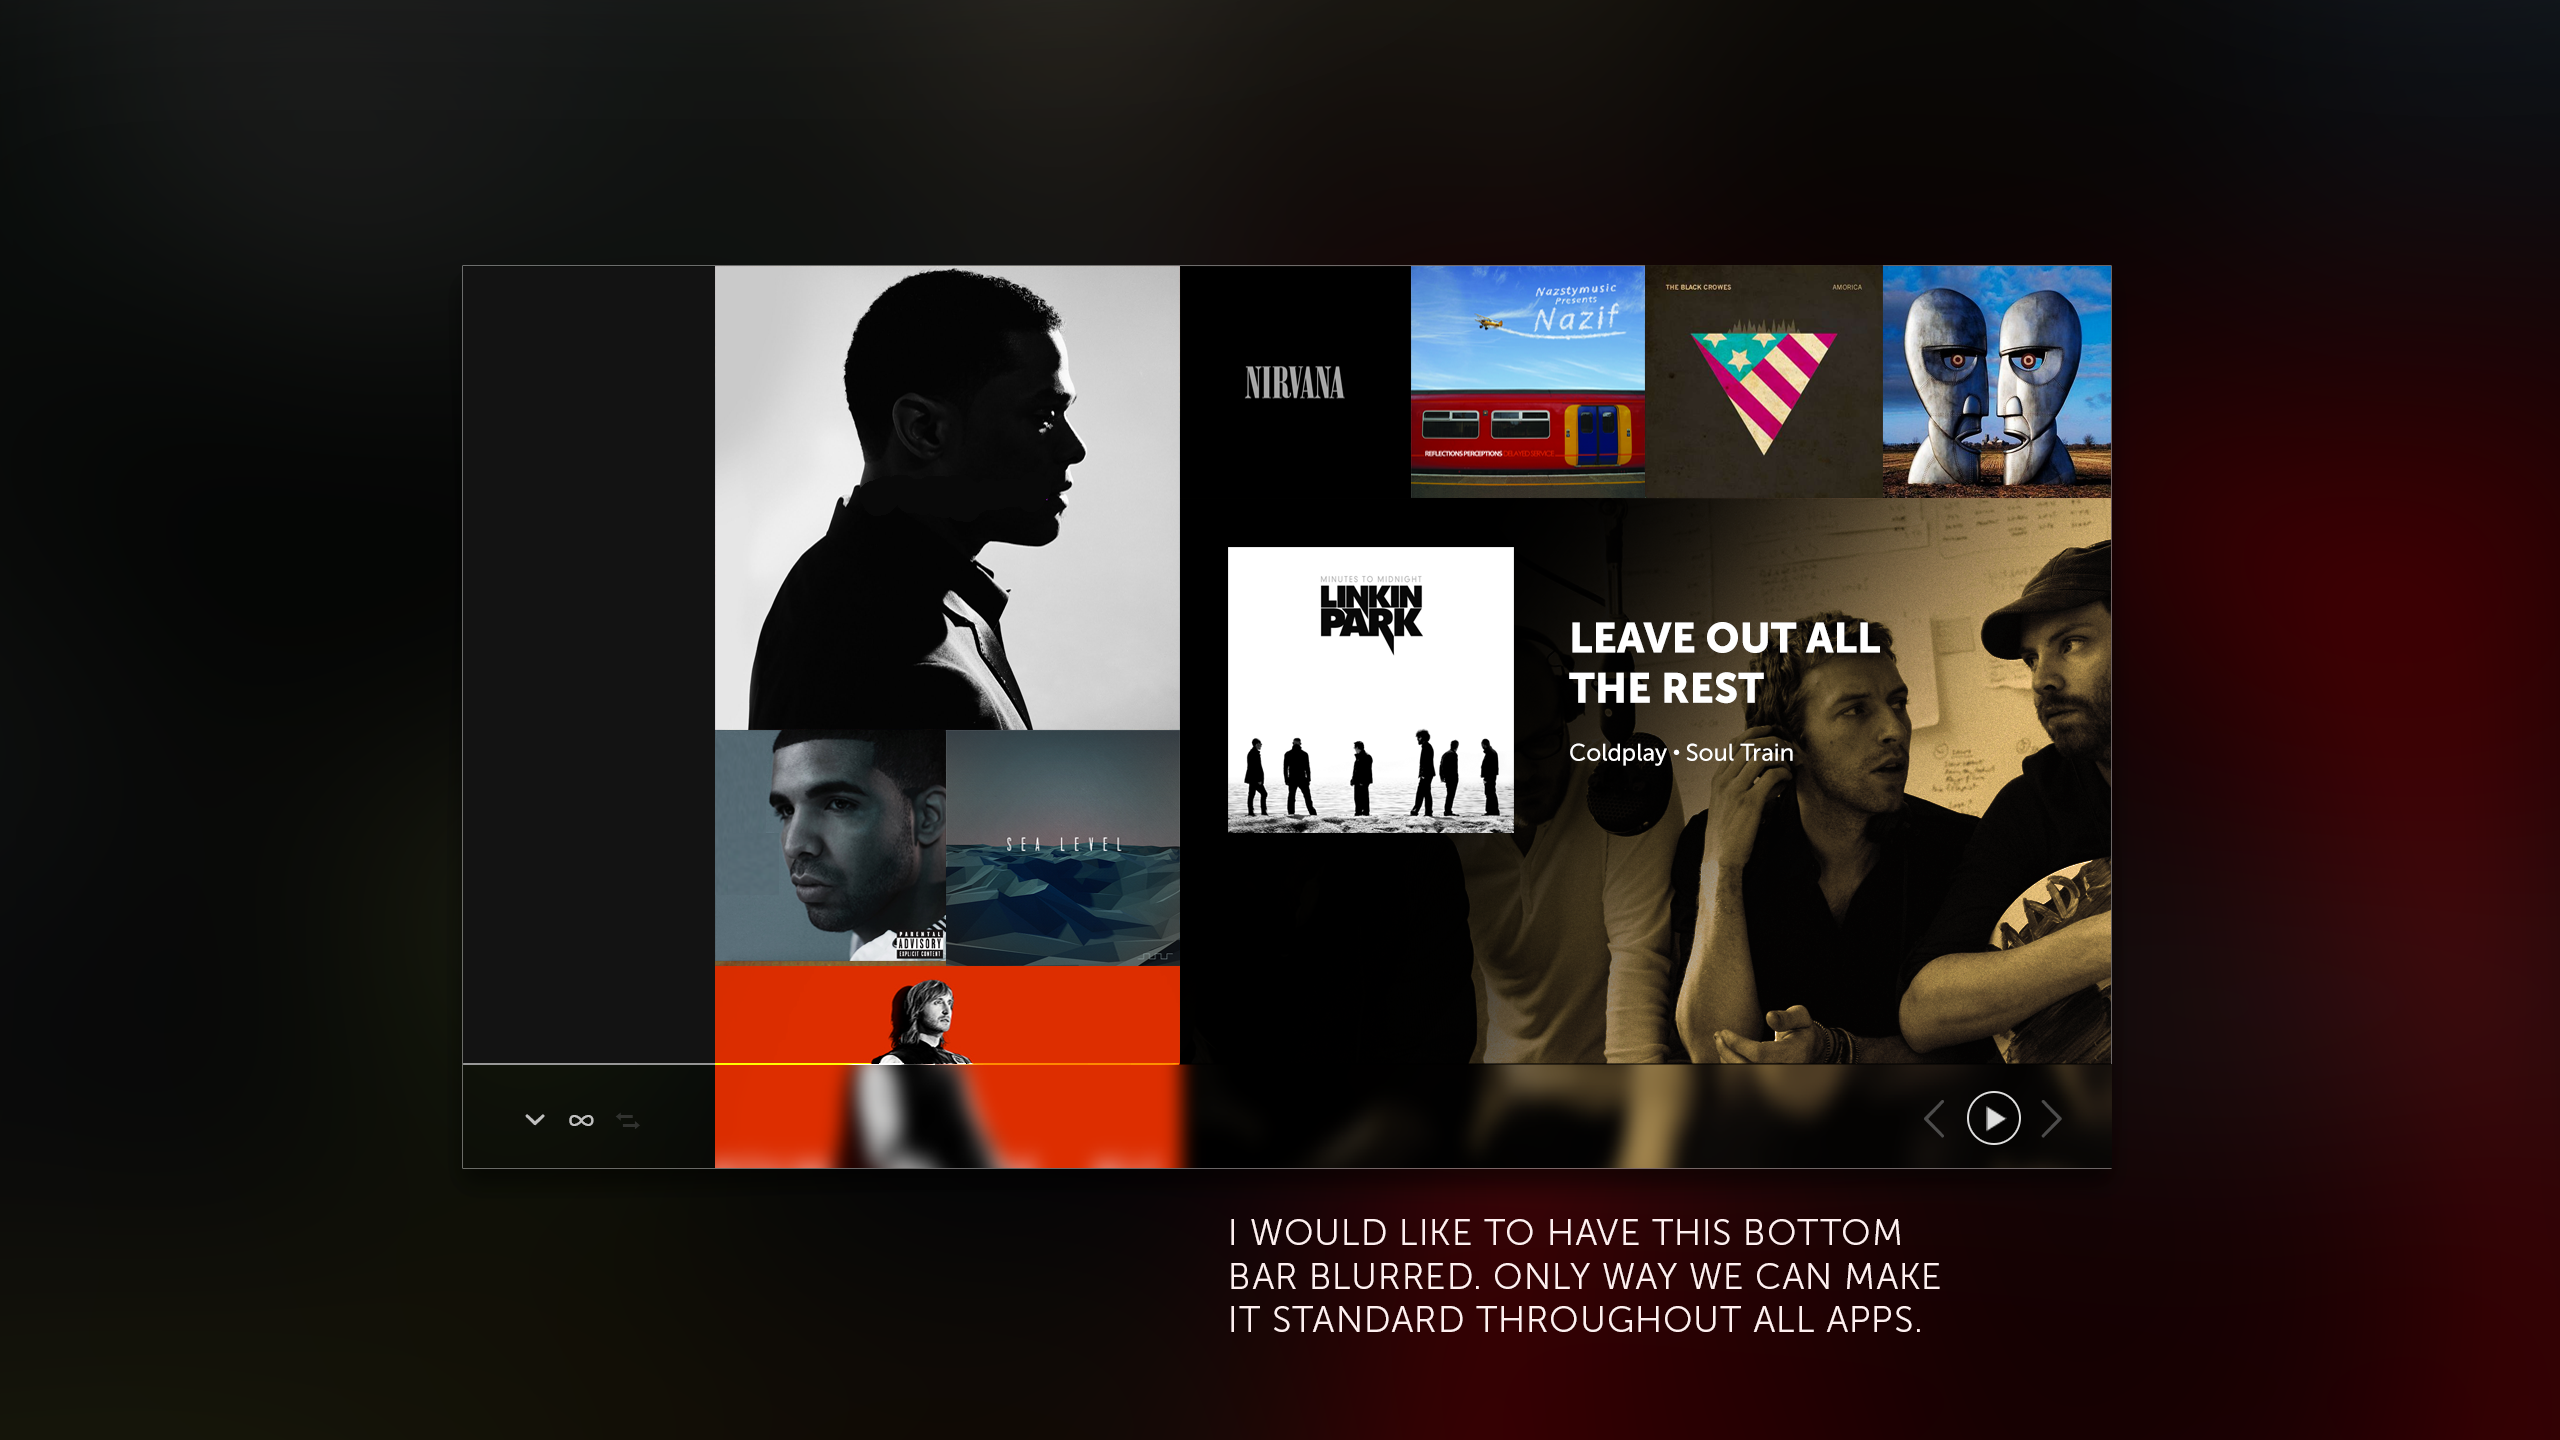 NIRVANA
Nazstymusic
Presents
Nazif
REFLECTIONS PERCEPTIONS DELAYED SERVICE
THE BLACK CROWES
AMORICA
MINUTES TO MIDNIGHT
LINKIN
PARK
LEAVE OUT ALL
THE REST
Coldplay • Soul Train
SEA LEVEL
PARENTAL
ADVISORY
EXPLICIT CONTENT
I WOULD LIKE TO HAVE THIS BOTTOM
BAR BLURRED. ONLY WAY WE CAN MAKE
IT STANDARD THROUGHOUT ALL APPS.